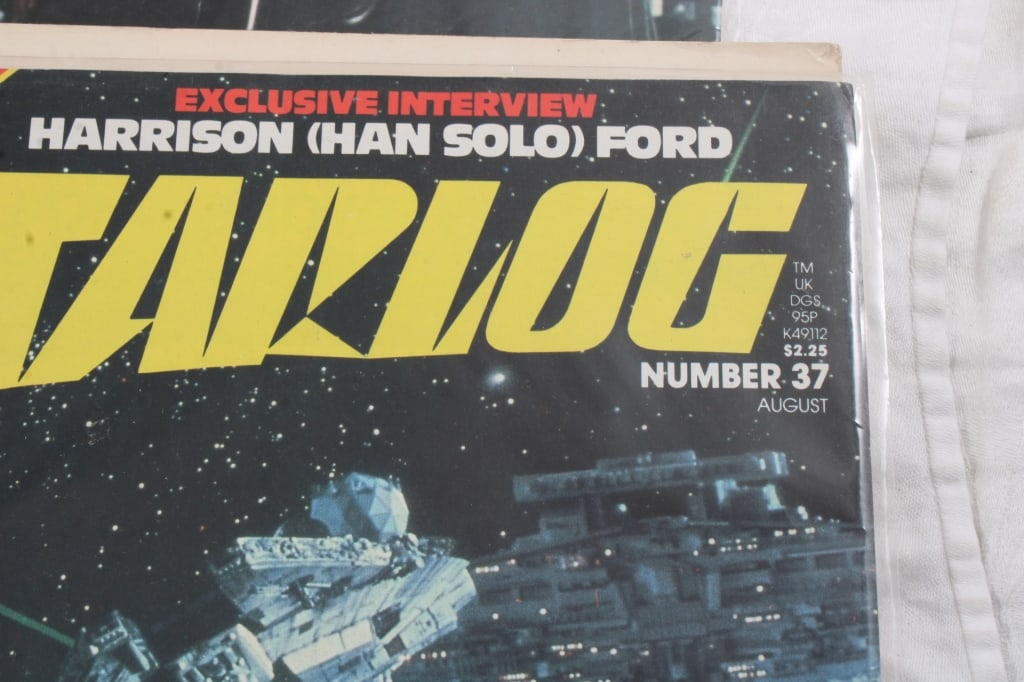 EXCLUSIVE INTERVIEW
HARRISON (HAN SOLO) FORD
TARLOG
TM
UK
DGS
95P
K49112
$2.25
NUMBER 37
AUGUST